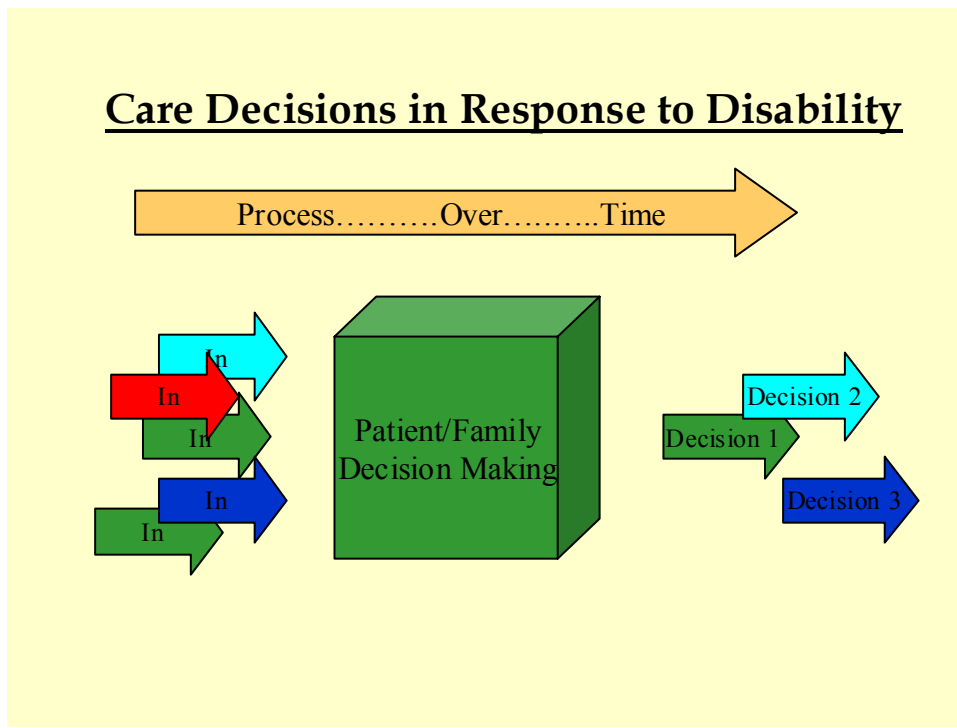 Care Decisions in Response to Disability
Process……….Over………..Time
In
In
In
In
In
Patient/Family
Decision Making
Decision 2
Decision 1
Decision 3